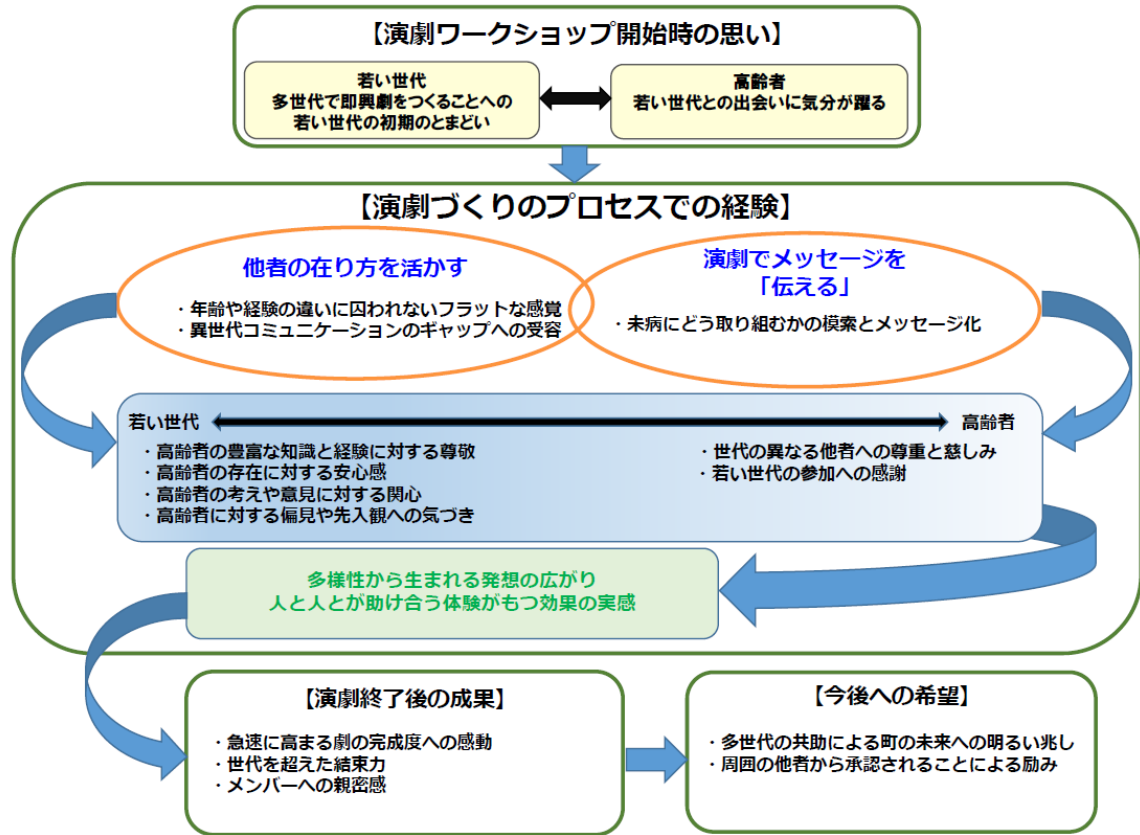 【演劇ワークショップ開始時の思い】
若い世代
多世代で即興劇をつくることへの
若い世代の初期のとまどい
高齢者
若い世代との出会いに気分が躍る
【演劇づくりのプロセスでの経験】
他者の在り方を活かす
・年齢や経験の違いに囚われないフラットな感覚
・異世代コミュニケーションのギャップへの受容
演劇でメッセージを
「伝える」
・未病にどう取り組むかの模索とメッセージ化
若い世代
高齢者
・高齢者の豊富な知識と経験に対する尊敬
・高齢者の存在に対する安心感
・高齢者の考えや意見に対する関心
・高齢者に対する偏見や先入観への気づき
・世代の異なる他者への尊重と慈しみ
・若い世代の参加への感謝
多様性から生まれる発想の広がり
人と人とが助け合う体験がもつ効果の実感
【演劇終了後の成果】
・急速に高まる劇の完成度への感動
・世代を超えた結束力
・メンバーへの親密感
【今後への希望】
・多世代の共助による町の未来への明るい兆し
・周囲の他者から承認されることによる励み